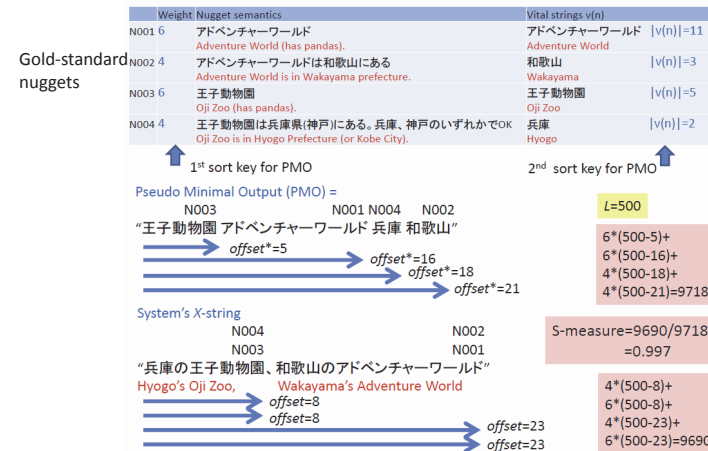 Weight Nugget semantics Vital strings v(n)
N001 6 アドベンチャーワールド アドベンチャーワールド |v(n)|=11
Adventure World (has pandas). Adventure World
Gold-standard nuggets
N002 4 アドベンチャーワールドは和歌山にある 和歌山 |v(n)|=3
Adventure World is in Wakayama prefecture. Wakayama
N003 6 王子動物園 王子動物園 |v(n)|=5
Oji Zoo (has pandas). Oji Zoo
N004 4 王子動物園は兵庫県(神戸)にある。兵庫、神戸のいずれかでOK 兵庫 |v(n)|=2
Oji Zoo is in Hyogo Prefecture (or Kobe City). Hyogo
1st sort key for PMO 2nd sort key for PMO
Pseudo Minimal Output (PMO) =
N003 N001 N004 N002
“王子動物園 アドベンチャーワールド 兵庫 和歌山”
offset*=5
offset*=16
offset*=18
offset*=21
L=500
6*(500-5)+
6*(500-16)+
4*(500-18)+
4*(500-21)=9718
System's X-string
N004 N002
N003 N001
“兵庫の王子動物園、和歌山のアドベンチャーワールド”
Hyogo's Oji Zoo, Wakayama's Adventure World
offset=8
offset=8
offset=23
offset=23
S-measure=9690/9718
=0.997
4*(500-8)+
6*(500-8)+
4*(500-23)+
6*(500-23)=9690